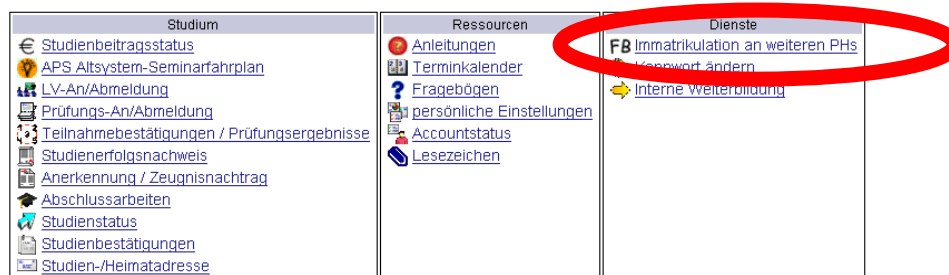 Studium
€ Studienbeitragsstatus
APS Altsystem-Seminarfahrplan
LV-An/Abmeldung
Prüfungs-An/Abmeldung
Teilnahmebestätigungen / Prüfungsergebnisse
Studienerfolgsnachweis
Anerkennung / Zeugnisnachtrag
Abschlussarbeiten
Studienstatus
Studienbestätigungen
Studien-/Heimatadresse
Ressourcen
Anleitungen
Terminkalender
? Fragebögen
persönliche Einstellungen
Accountstatus
Lesezeichen
Dienste
FB Immatrikulation an weiteren PHs
Kennwort ändern
Interne Weiterbildung